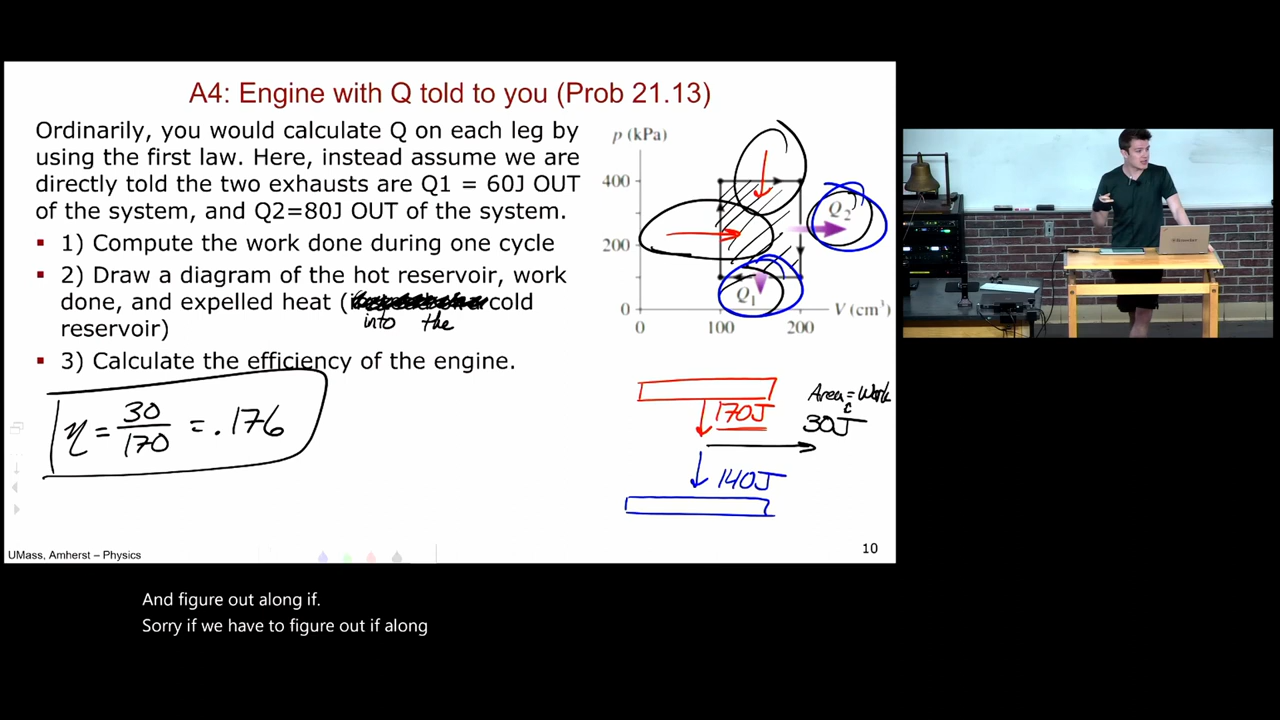 A4: Engine with Q told to you (Prob 21.13)
Ordinarily, you would calculate Q on each leg by
using the first law. Here, instead assume we are
directly told the two exhausts are Q1 = 60J OUT
of the system, and Q2=80J OUT of the system.
1) Compute the work done during one cycle
2) Draw a diagram of the hot reservoir, work
done, and expelled heat ( cold
into the
reservoir)
3) Calculate the efficiency of the engine.
η = 30/170 = .176
p (kPa)
400
200
0
Q2
Q1
V (cm³)
0 100 200
170J
Area = Work
30J
140J
UMass, Amherst – Physics
10
And figure out along if.
Sorry if we have to figure out if along